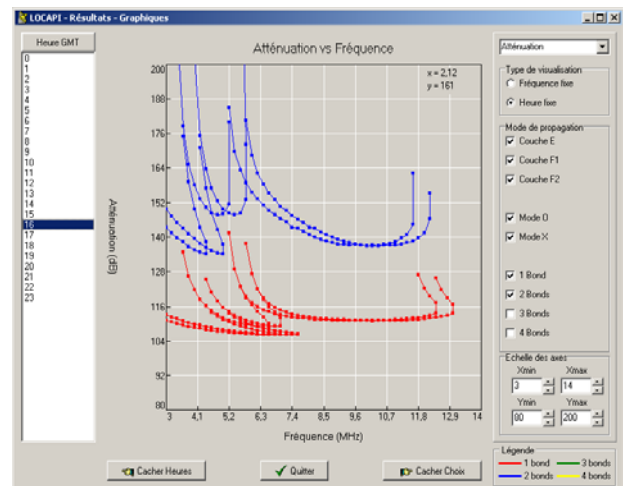 LOCAPI - Résultats - Graphiques
Heure GMT
0
1
2
3
4
5
6
7
8
9
10
11
12
13
14
15
16
17
18
19
20
21
22
23
Atténuation vs Fréquence
x = 2,12
y = 161
200
188
176
164
152
140
128
116
104
92
80
Atténuation (dB)
3 4,1 5,2 6,3 7,4 8,5 9,6 10,7 11,8 12,9 14
Fréquence (MHz)
Cacher Heures
Quitter
Cacher Choix
Atténuation
Type de visualisation
Fréquence fixe
Heure fixe
Mode de propagation
Couche E
Couche F1
Couche F2
Mode O
Mode X
1 Bond
2 Bonds
3 Bonds
4 Bonds
Echelle des axes
Xmin Xmax
3 14
Ymin Ymax
80 200
Légende
1 bond 3 bonds
2 bonds 4 bonds